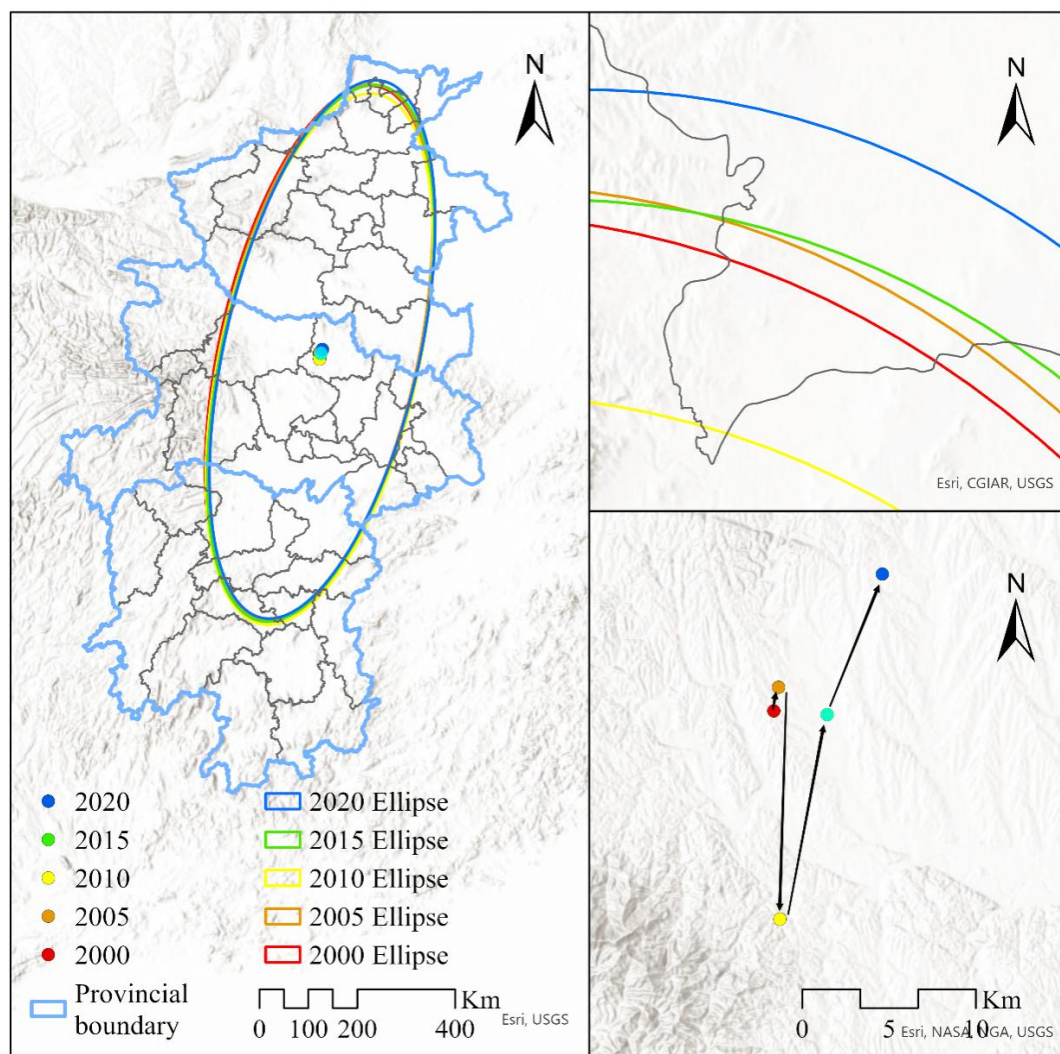 N
2020
2015
2010
2005
2000
Provincial
boundary
2020 Ellipse
2015 Ellipse
2010 Ellipse
2005 Ellipse
2000 Ellipse
Km
0 100 200 400
Esri, USGS
N
Esri, CGIAR, USGS
N
Km
0 5 10
Esri, NASA, NGA, USGS